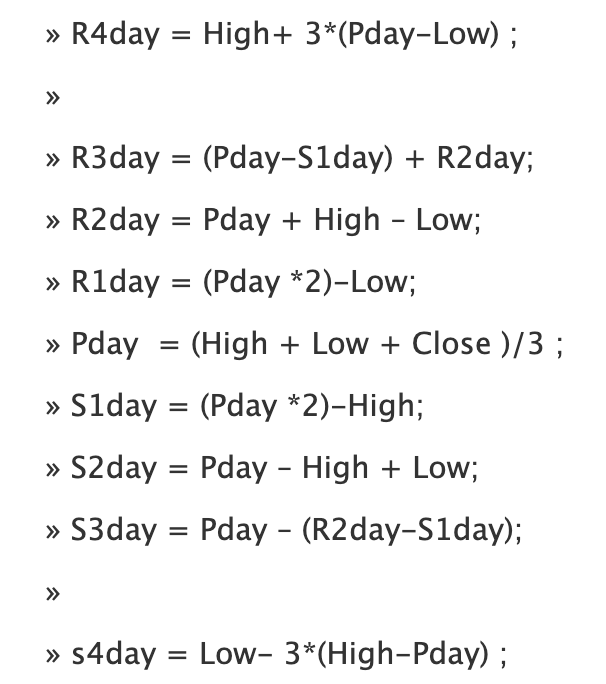 » R4day = High+ 3*(Pday-Low) ;
»
» R3day = (Pday-S1day) + R2day;
» R2day = Pday + High - Low;
» R1day = (Pday *2)-Low;
» Pday  = (High + Low + Close )/3 ;
» S1day = (Pday *2)-High;
» S2day = Pday - High + Low;
» S3day = Pday - (R2day-S1day);
»
» s4day = Low- 3*(High-Pday) ;